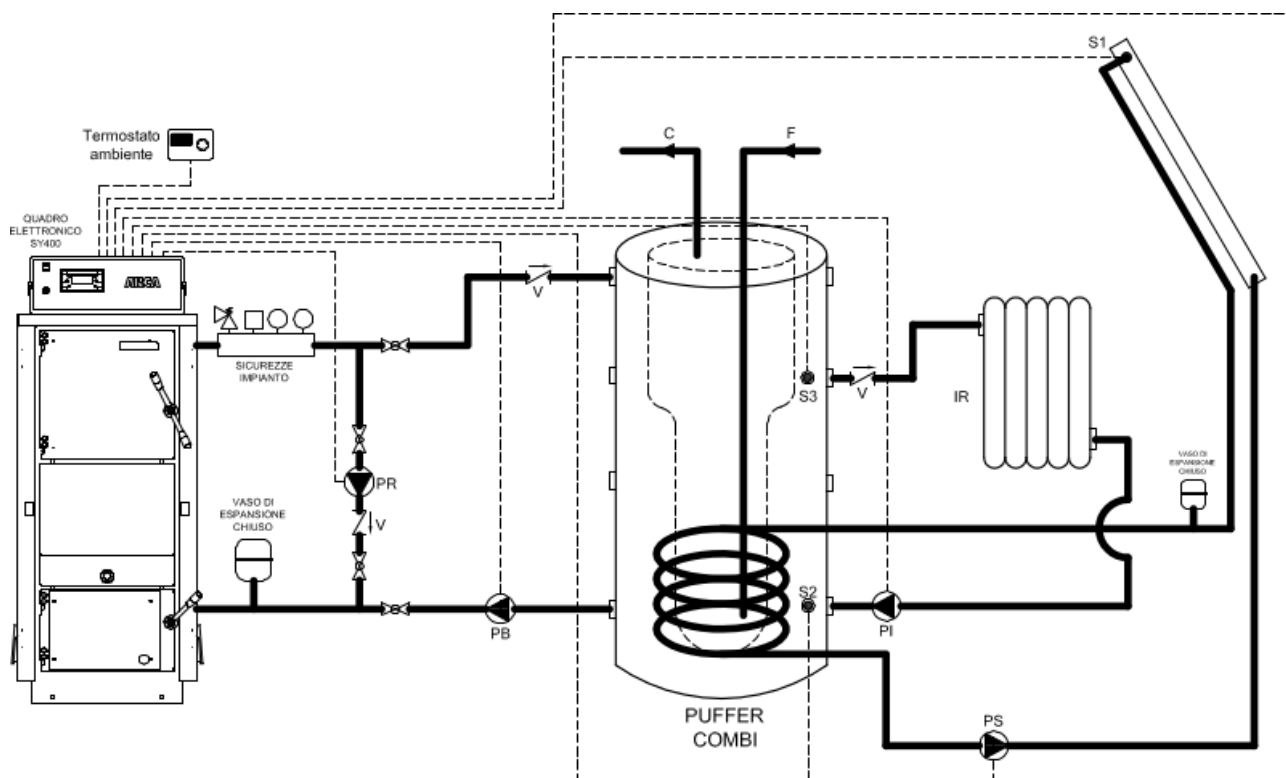 S1
C
F
Termostato
ambiente
QUADRO
ELETTRONICO
SY400
ARCA
V
SICUREZZE
IMPIANTO
S3
V
IR
PR
VASO DI
ESPANSIONE
CHIUSO
VASO DI
ESPANSIONE
CHIUSO
V
S2
PB
PI
PUFFER
COMBI
PS